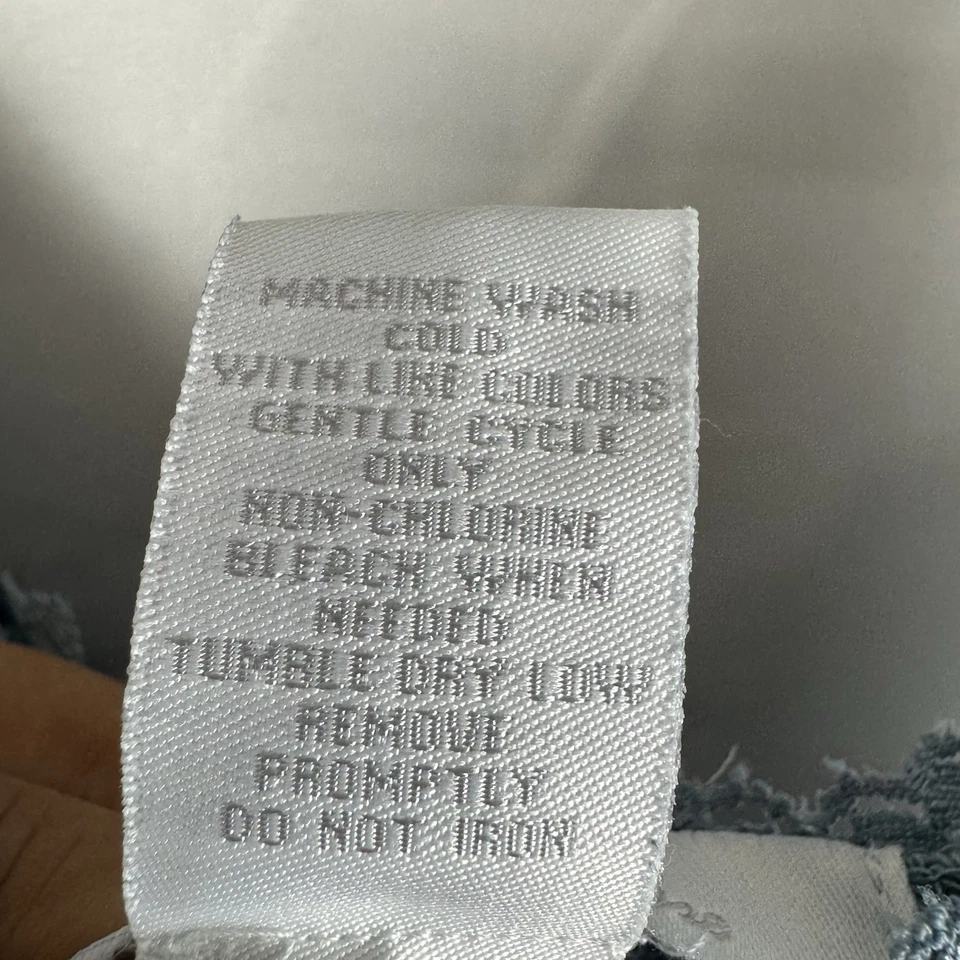 MACHINE WASH
COLD
WITH LIKE COLORS
GENTLE CYCLE
ONLY
NON-CHLORINE
BLEACH WHEN
NEEDED
TUMBLE DRY LOW
REMOVE
PROMPTLY
DO NOT IRON